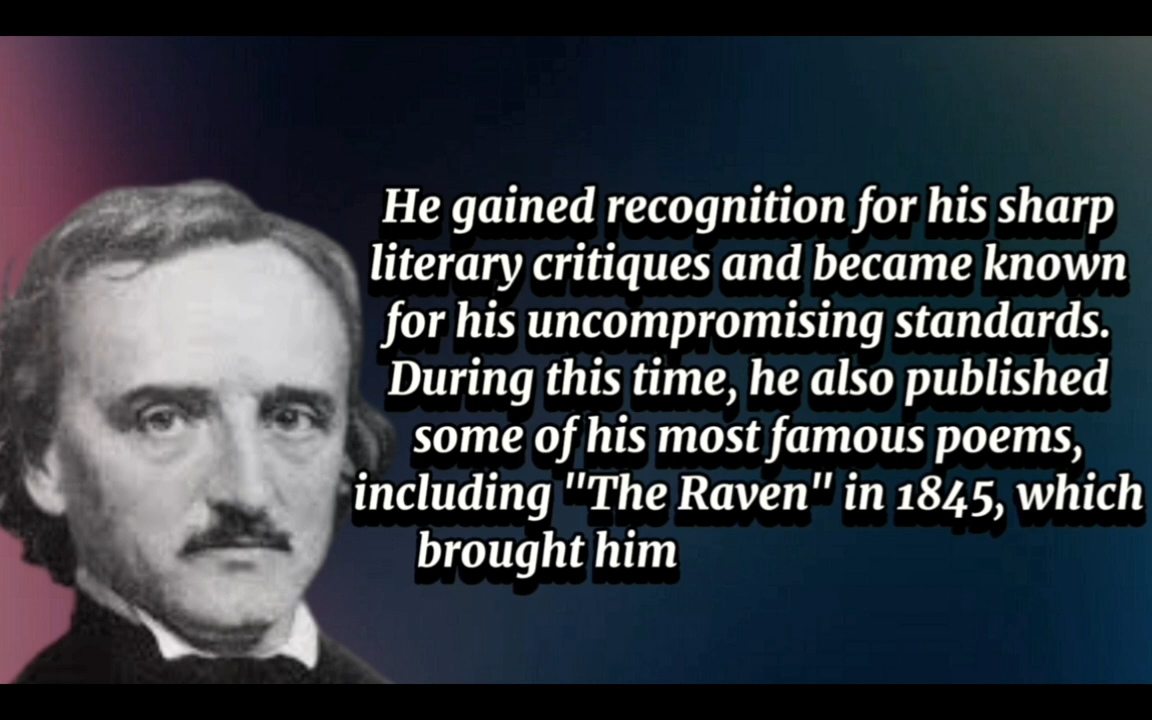 He gained recognition for his sharp
literary critiques and became known
for his uncompromising standards.
During this time, he also published
some of his most famous poems,
including "The Raven" in 1845, which
brought him